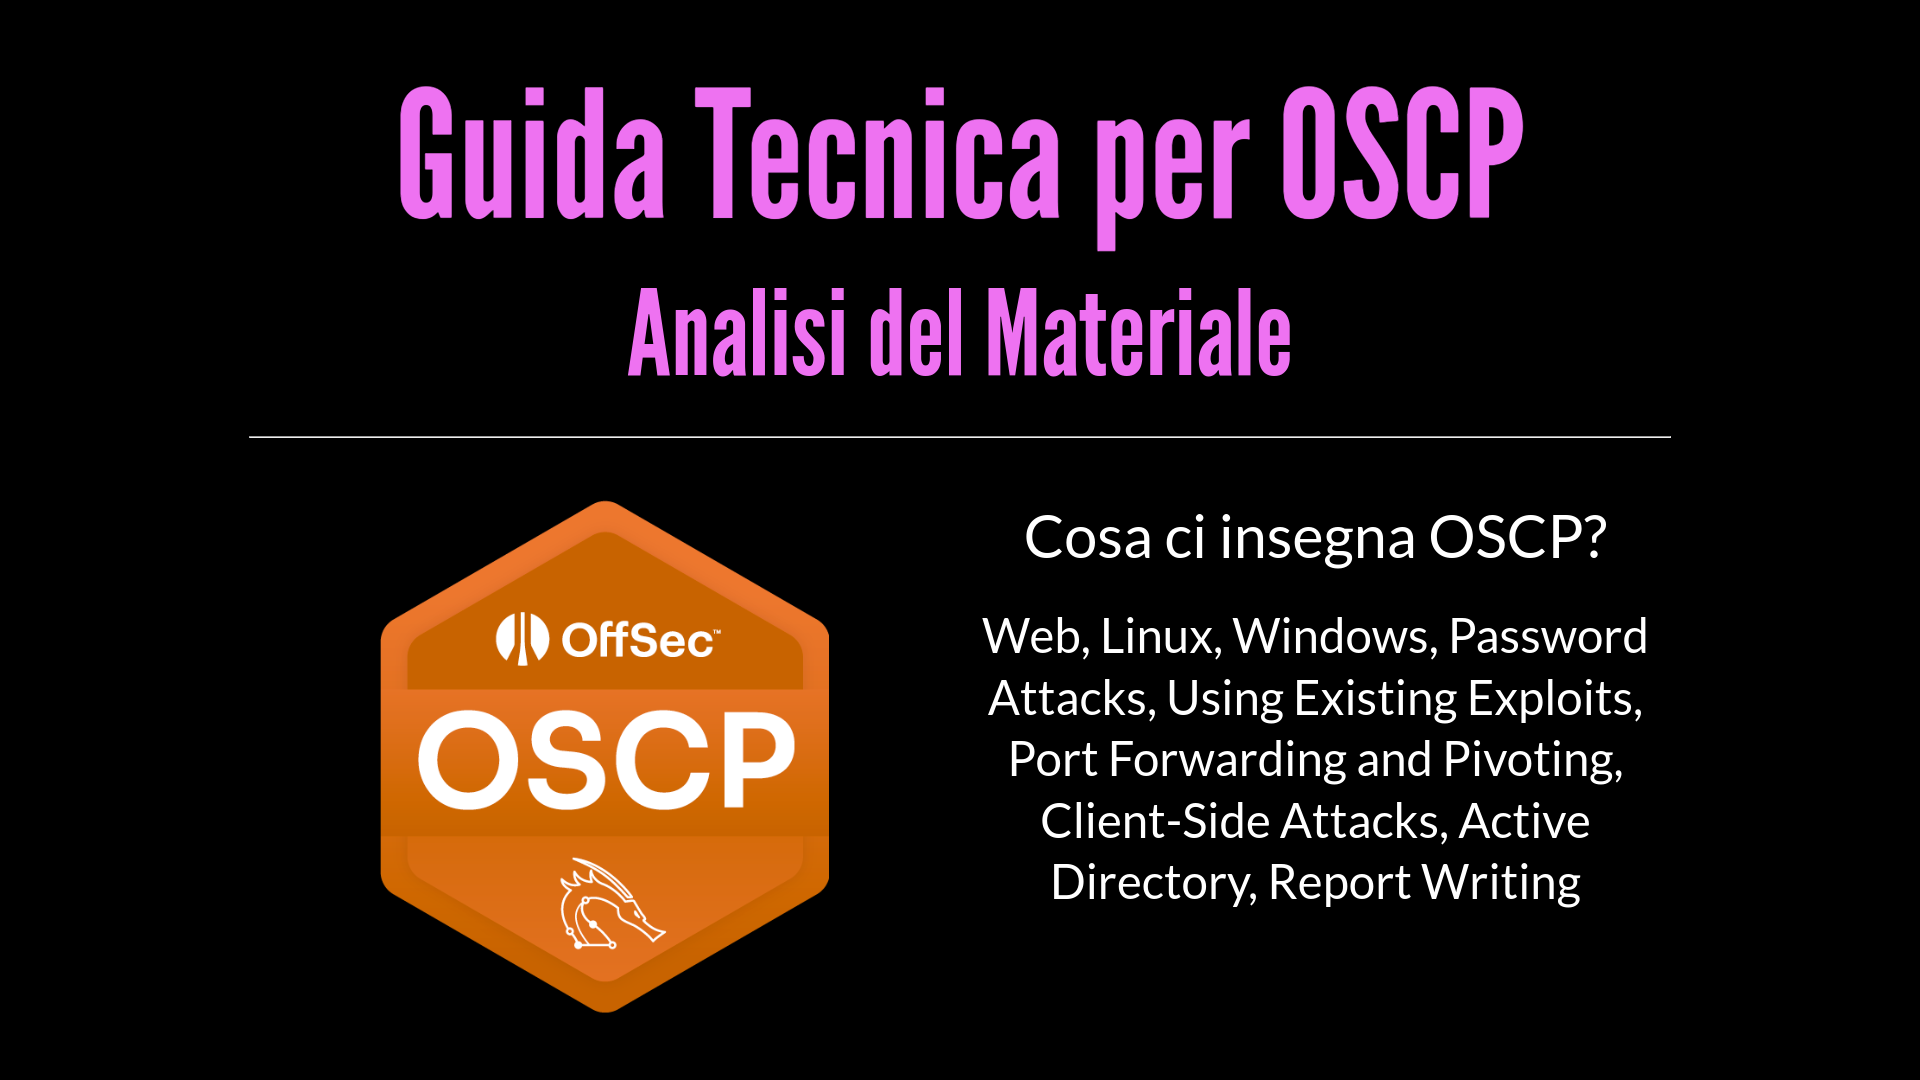 Guida Tecnica per OSCP
Analisi del Materiale
OffSec™
OSCP
Cosa ci insegna OSCP?
Web, Linux, Windows, Password
Attacks, Using Existing Exploits,
Port Forwarding and Pivoting,
Client-Side Attacks, Active
Directory, Report Writing